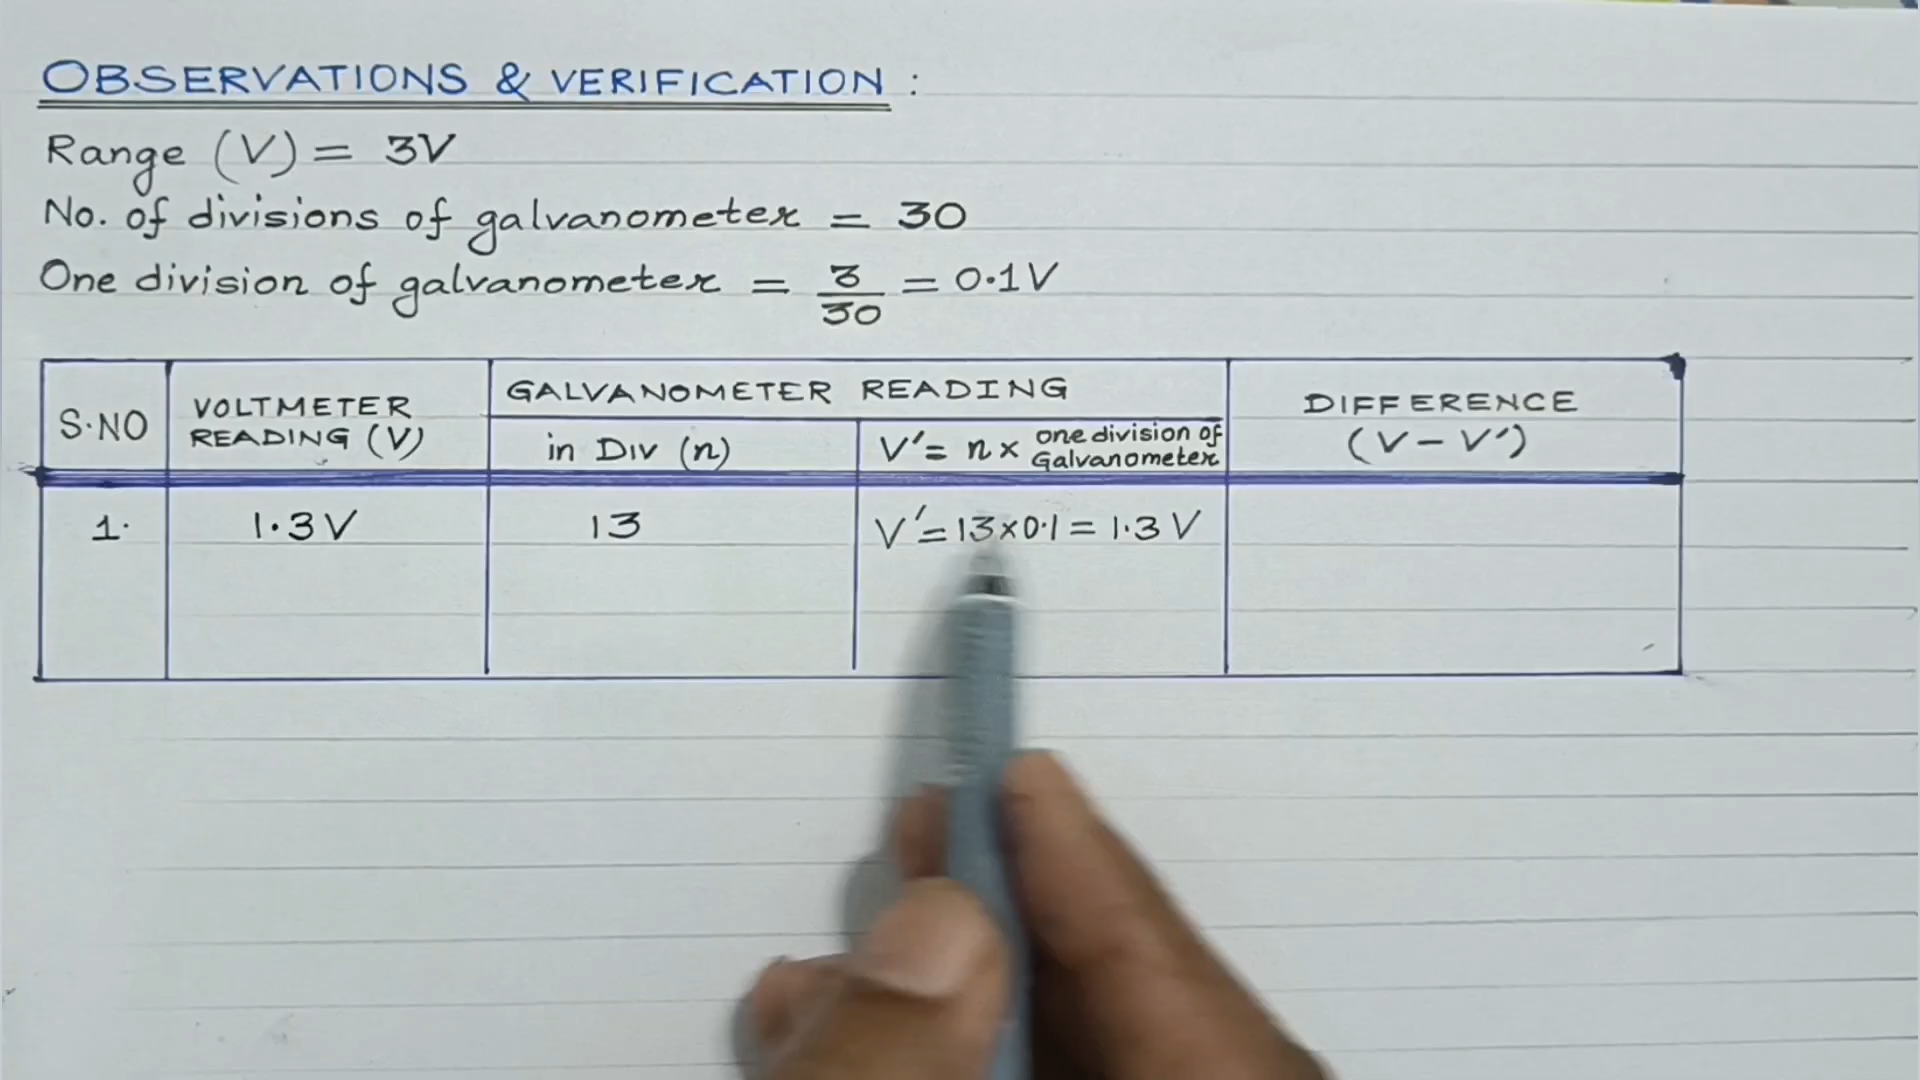 OBSERVATIONS & VERIFICATION :
Range (V) = 3V
No. of divisions of galvanometer = 30
One division of galvanometer = 3/30 = 0.1V
S.NO
VOLTMETER
READING (V)
GALVANOMETER READING
in DIV (n)
V' = n × one division of
Galvanometer
DIFFERENCE
(V - V')
1.
1.3V
13
V' = 13×0.1 = 1.3 V